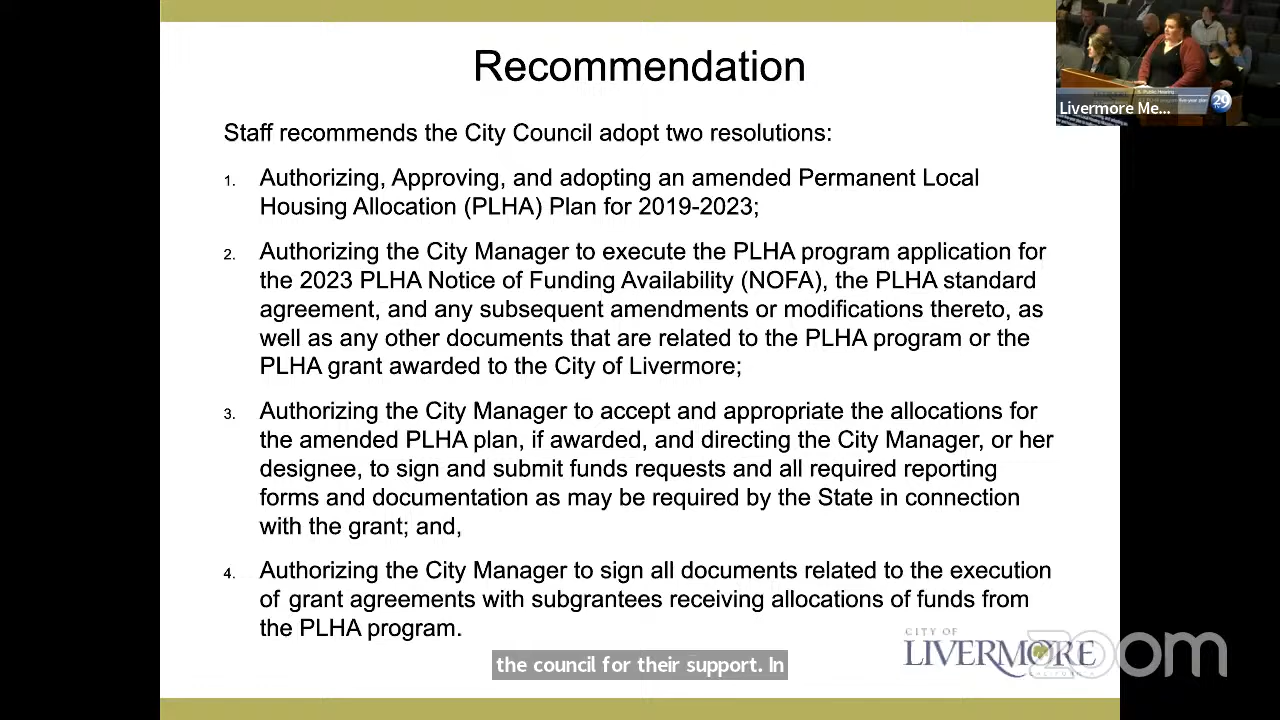 Recommendation
Staff recommends the City Council adopt two resolutions:
1. Authorizing, Approving, and adopting an amended Permanent Local
Housing Allocation (PLHA) Plan for 2019-2023;
2. Authorizing the City Manager to execute the PLHA program application for
the 2023 PLHA Notice of Funding Availability (NOFA), the PLHA standard
agreement, and any subsequent amendments or modifications thereto, as
well as any other documents that are related to the PLHA program or the
PLHA grant awarded to the City of Livermore;
3. Authorizing the City Manager to accept and appropriate the allocations for
the amended PLHA plan, if awarded, and directing the City Manager, or her
designee, to sign and submit funds requests and all required reporting
forms and documentation as may be required by the State in connection
with the grant; and,
4. Authorizing the City Manager to sign all documents related to the execution
of grant agreements with subgrantees receiving allocations of funds from
the PLHA program.
CITY OF
LIVERMORE
CALIFORNIA
zoom
the council for their support. In
Livermore Me...
29